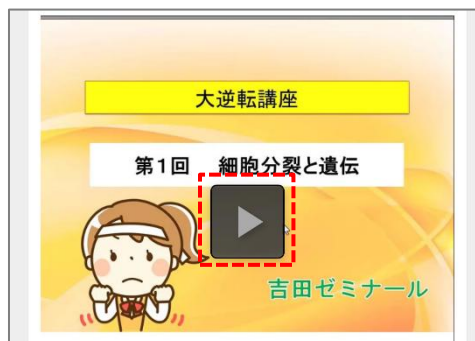 大逆転講座
第1回　細胞分裂と遺伝
吉田ゼミナール